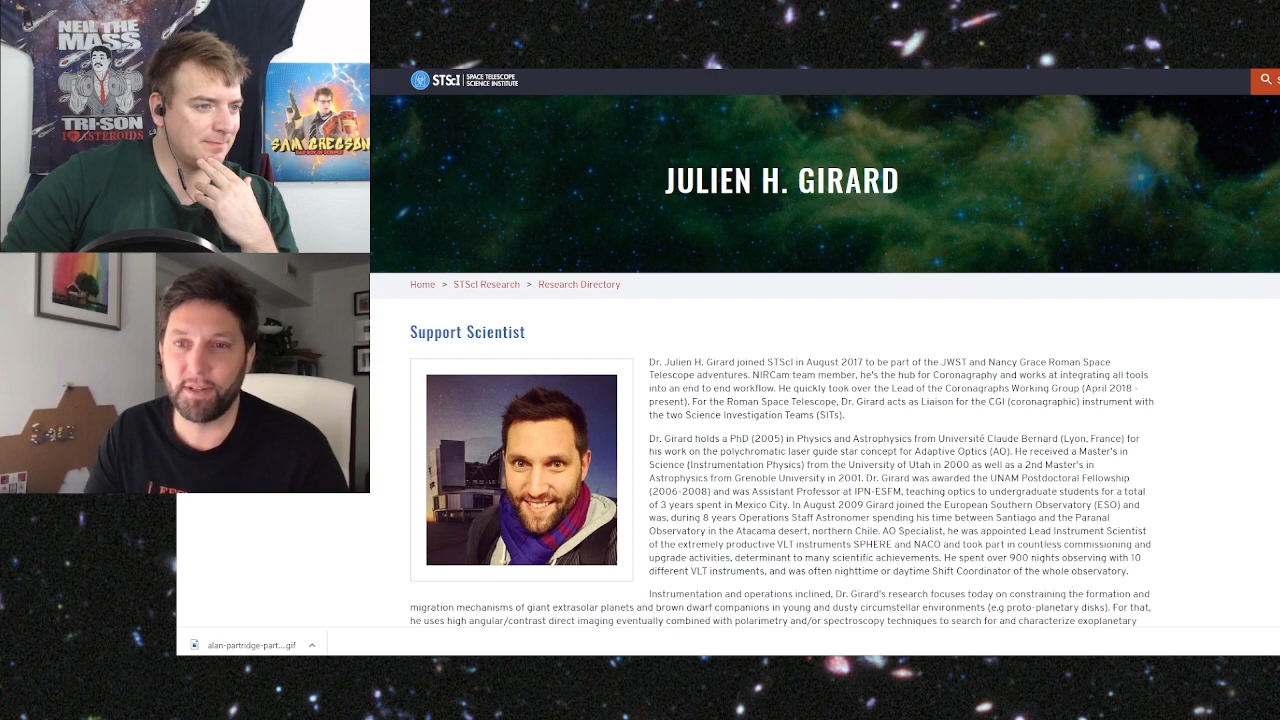 NEIL THE
MASS
TRI-SON
ASTEROIDS
SAM GREGSON
STScI | SPACE TELESCOPE
SCIENCE INSTITUTE
JULIEN H. GIRARD
Home > STScI Research > Research Directory
Support Scientist
Dr. Julien H. Girard joined STScI in August 2017 to be part of the JWST and Nancy Grace Roman Space
Telescope adventures. NIRCam team member, he's the hub for Coronagraphy and works at integrating all tools
into an end to end workflow. He quickly took over the Lead of the Coronagraphs Working Group (April 2018 -
present). For the Roman Space Telescope, Dr. Girard acts as Liaison for the CGI (coronagraphic) instrument with
the two Science Investigation Teams (SITs).
Dr. Girard holds a PhD (2005) in Physics and Astrophysics from Université Claude Bernard (Lyon, France) for
his work on the polychromatic laser guide star concept for Adaptive Optics (AO). He received a Master's in
Science (Instrumentation Physics) from the University of Utah in 2000 as well as a 2nd Master's in
Astrophysics from Grenoble University in 2001. Dr. Girard was awarded the UNAM Postdoctoral Fellowship
(2006-2008) and was Assistant Professor at IPN-ESFM, teaching optics to undergraduate students for a total
of 3 years spent in Mexico City. In August 2009 Girard joined the European Southern Observatory (ESO) and
was, during 8 years Operations Staff Astronomer spending his time between Santiago and the Paranal
Observatory in the Atacama desert, northern Chile. AO Specialist, he was appointed Lead Instrument Scientist
of the extremely productive VLT instruments SPHERE and NACO and took part in countless commissioning and
upgrade activities, determinant to many scientific achievements. He spent over 900 nights observing with 10
different VLT instruments, and was often nighttime or daytime Shift Coordinator of the whole observatory.
Instrumentation and operations inclined, Dr. Girard's research focuses today on constraining the formation and
migration mechanisms of giant extrasolar planets and brown dwarf companions in young and dusty circumstellar environments (e.g proto-planetary disks). For that,
he uses high angular/contrast direct imaging eventually combined with polarimetry and/or spectroscopy techniques to search for and characterize exoplanetary
alan-partridge-part....gif